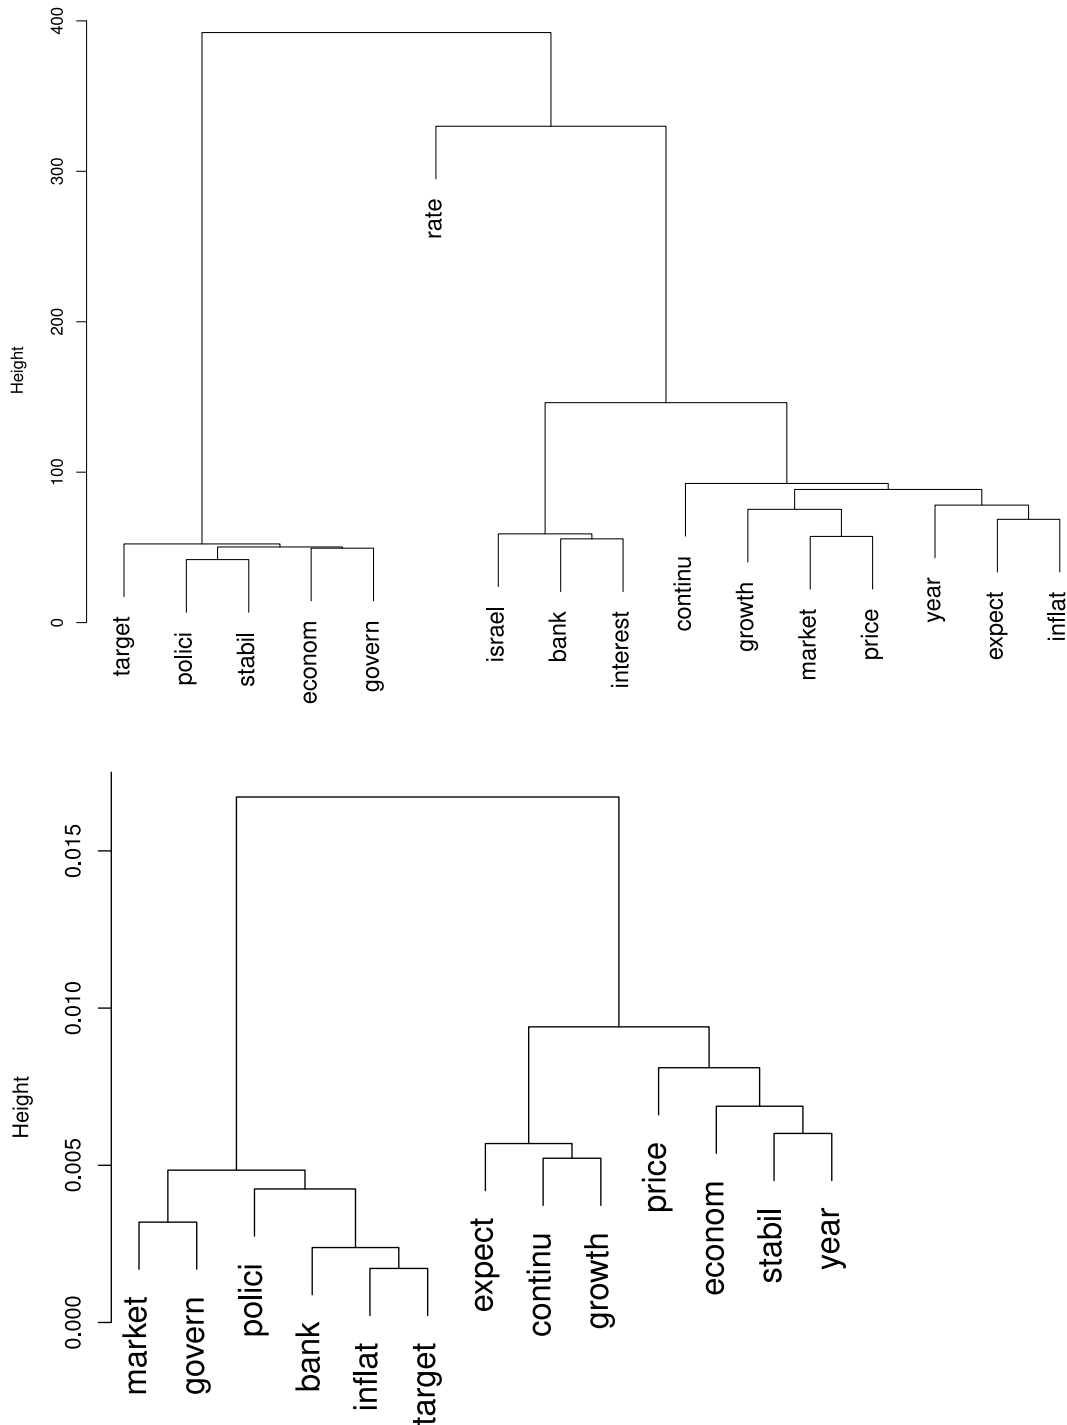 400
300
200
100
0
Height
rate
target
polici
stabil
econom
govern
israel
bank
interest
continu
growth
market
price
year
expect
inflat
0.015
0.010
0.005
0.000
Height
market
govern
polici
bank
inflat
target
expect
continu
growth
price
econom
stabil
year